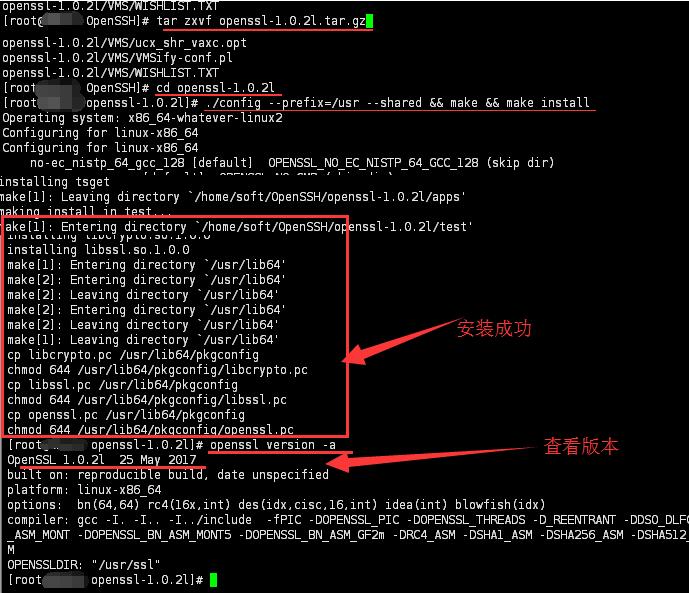 openssl-1.0.2l/VMS/WISHLIST.TXT
[root@ OpenSSH]# tar zxvf openssl-1.0.2l.tar.gz
openssl-1.0.2l/VMS/ucx_shr_vaxc.opt
openssl-1.0.2l/VMS/VMSify-conf.pl
openssl-1.0.2l/VMS/WISHLIST.TXT
[root OpenSSH]# cd openssl-1.0.2l
[root openssl-1.0.2l]# ./config --prefix=/usr --shared && make && make install
Operating system: x86_64-whatever-linux2
Configuring for linux-x86_64
Configuring for linux-x86_64
no-ec_nistp_64_gcc_128 [default] OPENSSL_NO_EC_NISTP_64_GCC_128 (skip dir)
installing tsget
make[1]: Leaving directory `/home/soft/OpenSSH/openssl-1.0.2l/apps'
making install in test...
ake[1]: Entering directory `/home/soft/OpenSSH/openssl-1.0.2l/test'
installing libcrypto.so.1.0.0
installing libssl.so.1.0.0
make[1]: Entering directory `/usr/lib64'
make[2]: Entering directory `/usr/lib64'
make[2]: Leaving directory `/usr/lib64'
make[2]: Entering directory `/usr/lib64'
make[2]: Leaving directory `/usr/lib64'
make[1]: Leaving directory `/usr/lib64'
cp libcrypto.pc /usr/lib64/pkgconfig
chmod 644 /usr/lib64/pkgconfig/libcrypto.pc
cp libssl.pc /usr/lib64/pkgconfig
chmod 644 /usr/lib64/pkgconfig/libssl.pc
cp openssl.pc /usr/lib64/pkgconfig
chmod 644 /usr/lib64/pkgconfig/openssl.pc
安装成功
[root openssl-1.0.2l]# openssl version -a
查看版本
OpenSSL 1.0.2l 25 May 2017
built on: reproducible build, date unspecified
platform: linux-x86_64
options: bn(64,64) rc4(16x,int) des(idx,cisc,16,int) idea(int) blowfish(idx)
compiler: gcc -I. -I.. -I../include -fPIC -DOPENSSL_PIC -DOPENSSL_THREADS -D_REENTRANT -DDSO_DLFC
_ASM_MONT -DOPENSSL_BN_ASM_MONT5 -DOPENSSL_BN_ASM_GF2m -DRC4_ASM -DSHA1_ASM -DSHA256_ASM -DSHA512_
M
OPENSSLDIR: "/usr/ssl"
[root openssl-1.0.2l]#